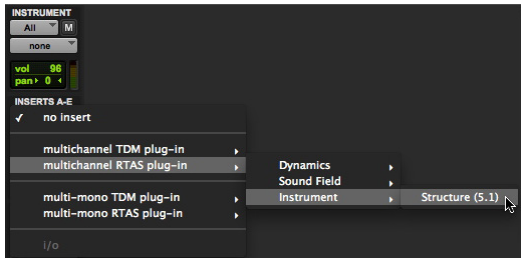 INSTRUMENT
All M
none
vol 96
pan 0
INSERTS A-E
✓ no insert
multichannel TDM plug-in
multichannel RTAS plug-in
Dynamics
Sound Field
multi-mono TDM plug-in
Instrument
Structure (5.1)
multi-mono RTAS plug-in
i/o